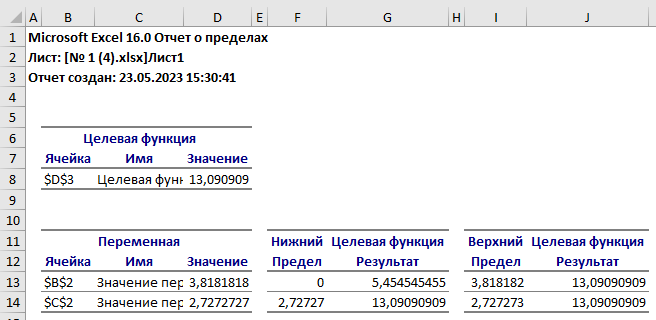 A B C D E F G H I J
1 Microsoft Excel 16.0 Отчет о пределах
2 Лист: [№ 1 (4).xlsx]Лист1
3 Отчет создан: 23.05.2023 15:30:41
4
5
6 Целевая функция
7 Ячейка Имя Значение
8 $D$3 Целевая функ 13,090909
9
10
11 Переменная Нижний Целевая функция Верхний Целевая функция
12 Ячейка Имя Значение Предел Результат Предел Результат
13 $B$2 Значение пер 3,8181818 0 5,454545455 3,818182 13,09090909
14 $C$2 Значение пер 2,7272727 2,72727 13,09090909 2,727273 13,09090909